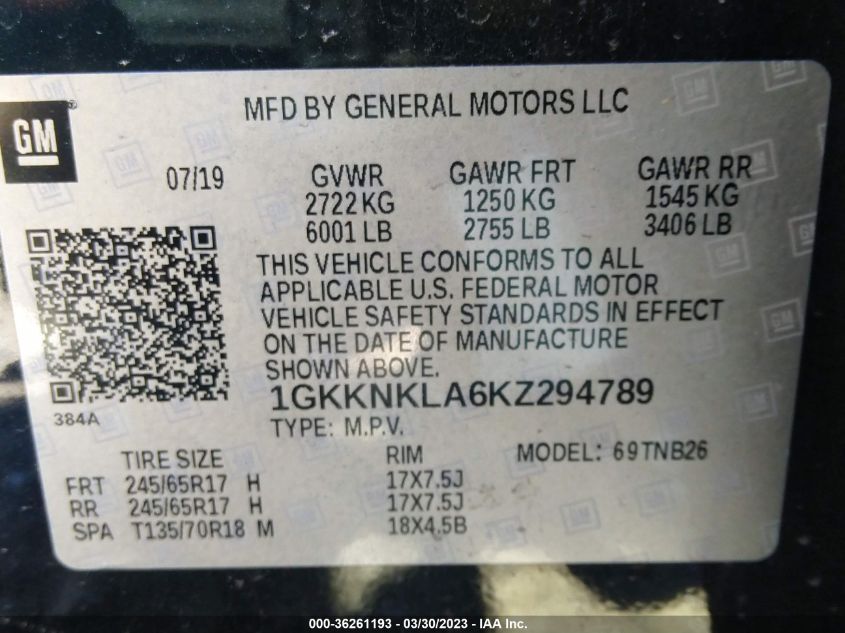 MFD BY GENERAL MOTORS LLC
GM
07/19 GVWR GAWR FRT GAWR RR
2722 KG 1250 KG 1545 KG
6001 LB 2755 LB 3406 LB
THIS VEHICLE CONFORMS TO ALL
APPLICABLE U.S. FEDERAL MOTOR
VEHICLE SAFETY STANDARDS IN EFFECT
ON THE DATE OF MANUFACTURE
SHOWN ABOVE.
1GKKNKLA6KZ294789
384A
TYPE: M.P.V.
TIRE SIZE RIM MODEL: 69TNB26
FRT 245/65R17 H 17X7.5J
RR 245/65R17 H 17X7.5J
SPA T135/70R18 M 18X4.5B
000-36261193 - 03/30/2023 - IAA Inc.